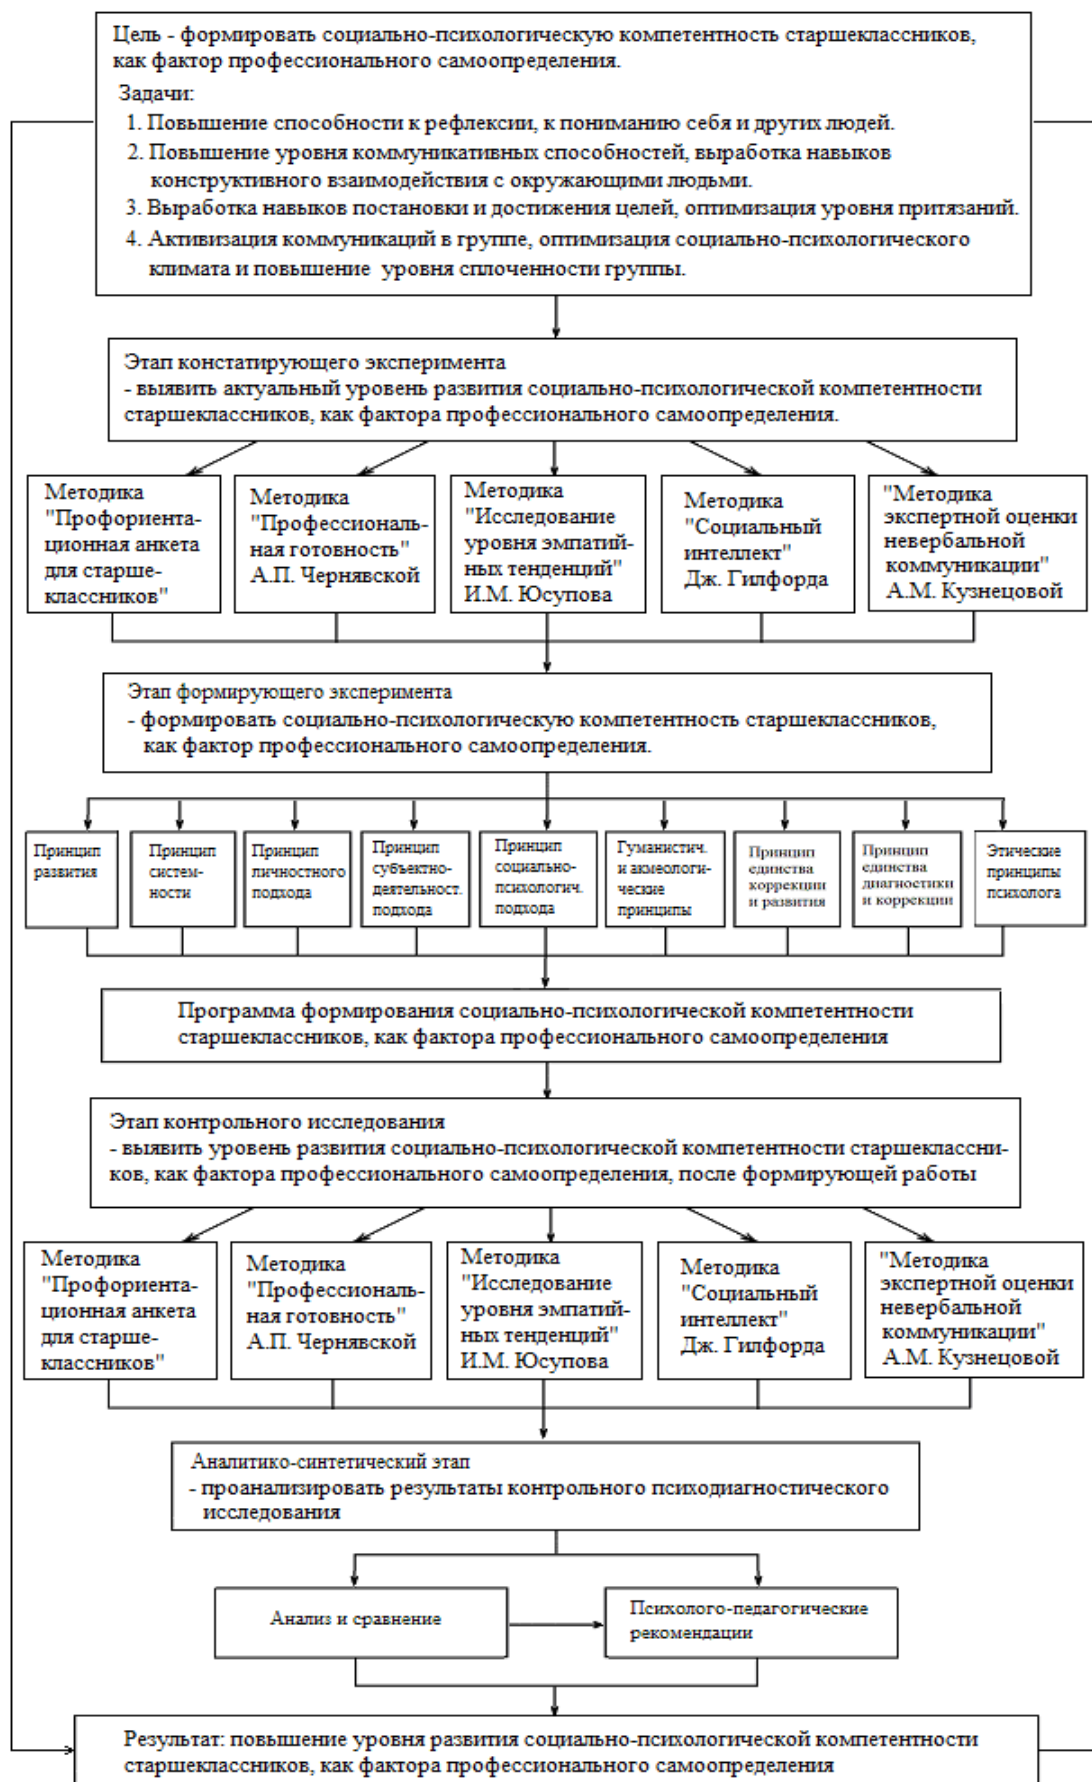 Цель - формировать социально-психологическую компетентность старшеклассников,
как фактор профессионального самоопределения.
Задачи:
1. Повышение способности к рефлексии, к пониманию себя и других людей.
2. Повышение уровня коммуникативных способностей, выработка навыков
конструктивного взаимодействия с окружающими людьми.
3. Выработка навыков постановки и достижения целей, оптимизация уровня притязаний.
4. Активизация коммуникаций в группе, оптимизация социально-психологического
климата и повышение уровня сплоченности группы.
Этап констатирующего эксперимента
- выявить актуальный уровень развития социально-психологической компетентности
старшеклассников, как фактора профессионального самоопределения.
Методика
"Профориента-
ционная анкета
для старше-
классников"
Методика
"Профессиональ-
ная готовность"
А.П. Чернявской
Методика
"Исследование
уровня эмпатий-
ных тенденций"
И.М. Юсупова
Методика
"Социальный
интеллект"
Дж. Гилфорда
"Методика
экспертной оценки
невербальной
коммуникации"
А.М. Кузнецовой
Этап формирующего эксперимента
- формировать социально-психологическую компетентность старшеклассников,
как фактор профессионального самоопределения.
Принцип
развития
Принцип
систем-
ности
Принцип
личностного
подхода
Принцип
субъектно-
деятельност.
подхода
Принцип
социально-
психологич.
подхода
Гуманистич.
и акмеологи-
ческие
принципы
Принцип
единства
коррекции
и развития
Принцип
единства
диагностики
и коррекции
Этические
принципы
психолога
Программа формирования социально-психологической компетентности
старшеклассников, как фактора профессионального самоопределения
Этап контрольного исследования
- выявить уровень развития социально-психологической компетентности старшеклассни-
ков, как фактора профессионального самоопределения, после формирующей работы
Методика
"Профориента-
ционная анкета
для старше-
классников"
Методика
"Профессиональ-
ная готовность"
А.П. Чернявской
Методика
"Исследование
уровня эмпатий-
ных тенденций"
И.М. Юсупова
Методика
"Социальный
интеллект"
Дж. Гилфорда
"Методика
экспертной оценки
невербальной
коммуникации"
А.М. Кузнецовой
Аналитико-синтетический этап
- проанализировать результаты контрольного психодиагностического
исследования
Анализ и сравнение
Психолого-педагогические
рекомендации
Результат: повышение уровня развития социально-психологической компетентности
старшеклассников, как фактора профессионального самоопределения